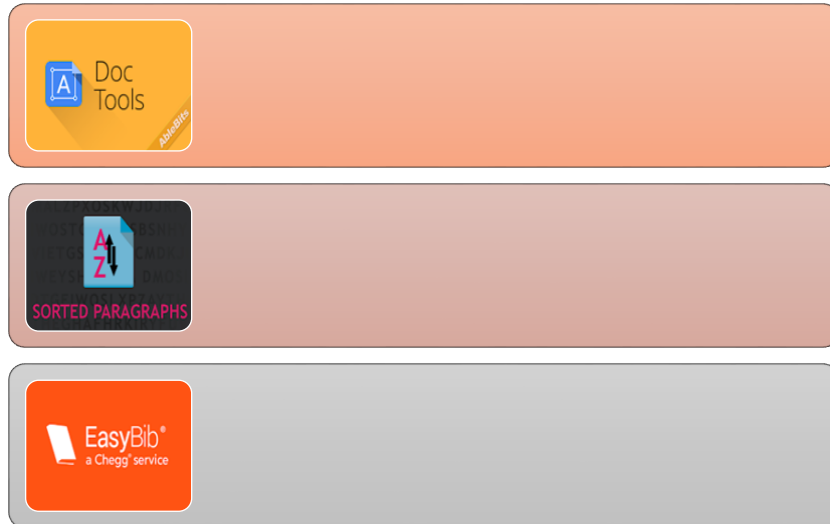 Doc
Tools
AbleBits
A
A
Z
SORTED PARAGRAPHS
EasyBib®
a Chegg® service